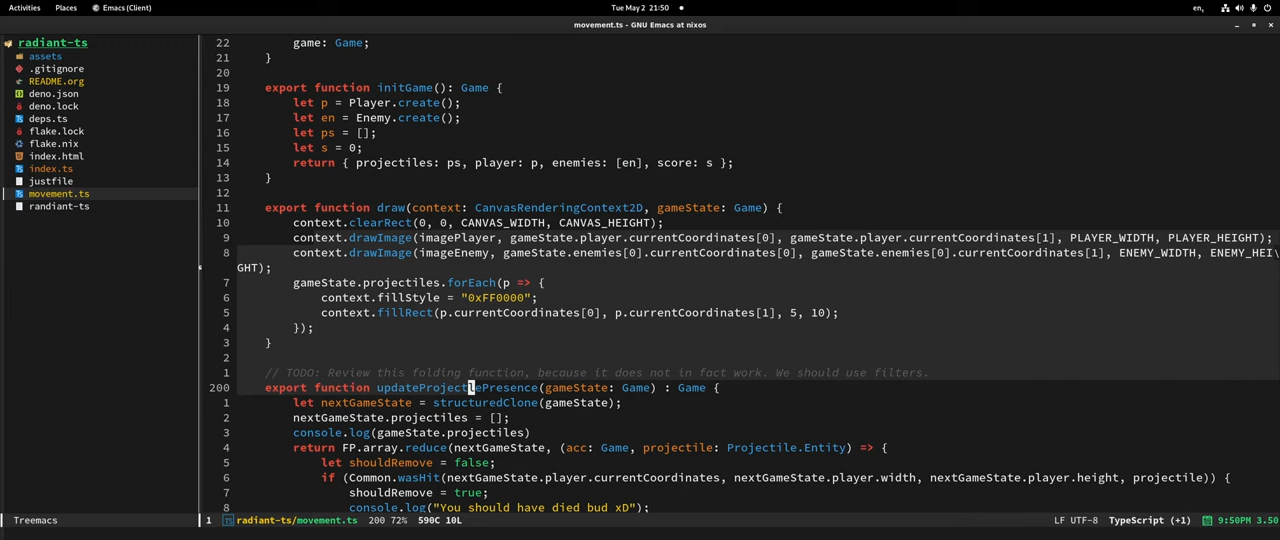 Activities Places Emacs (Client) Tue May 2 21:50 en,
movement.ts - GNU Emacs at nixos
radiant-ts
assets
.gitignore
README.org
deno.json
deno.lock
deps.ts
flake.lock
flake.nix
index.html
index.ts
justfile
movement.ts
randiant-ts
22 game: Game;
21 }
20
19 export function initGame(): Game {
18 let p = Player.create();
17 let en = Enemy.create();
16 let ps = [];
15 let s = 0;
14 return { projectiles: ps, player: p, enemies: [en], score: s };
13 }
12
11 export function draw(context: CanvasRenderingContext2D, gameState: Game) {
10 context.clearRect(0, 0, CANVAS_WIDTH, CANVAS_HEIGHT);
9 context.drawImage(imagePlayer, gameState.player.currentCoordinates[0], gameState.player.currentCoordinates[1], PLAYER_WIDTH, PLAYER_HEIGHT);
8 context.drawImage(imageEnemy, gameState.enemies[0].currentCoordinates[0], gameState.enemies[0].currentCoordinates[1], ENEMY_WIDTH, ENEMY_HEI\
GHT);
7 gameState.projectiles.forEach(p => {
6 context.fillStyle = "0xFF0000";
5 context.fillRect(p.currentCoordinates[0], p.currentCoordinates[1], 5, 10);
4 });
3 }
2
1 // TODO: Review this folding function, because it does not in fact work. We should use filters.
200 export function updateProjectilePresence(gameState: Game) : Game {
1 let nextGameState = structuredClone(gameState);
2 nextGameState.projectiles = [];
3 console.log(gameState.projectiles)
4 return FP.array.reduce(nextGameState, (acc: Game, projectile: Projectile.Entity) => {
5 let shouldRemove = false;
6 if (Common.wasHit(nextGameState.player.currentCoordinates, nextGameState.player.width, nextGameState.player.height, projectile)) {
7 shouldRemove = true;
8 console.log("You should have died bud xD");
Treemacs 1 radiant-ts/movement.ts 200 72% 590C 10L LF UTF-8 TypeScript (+1) 9:50PM 3.50